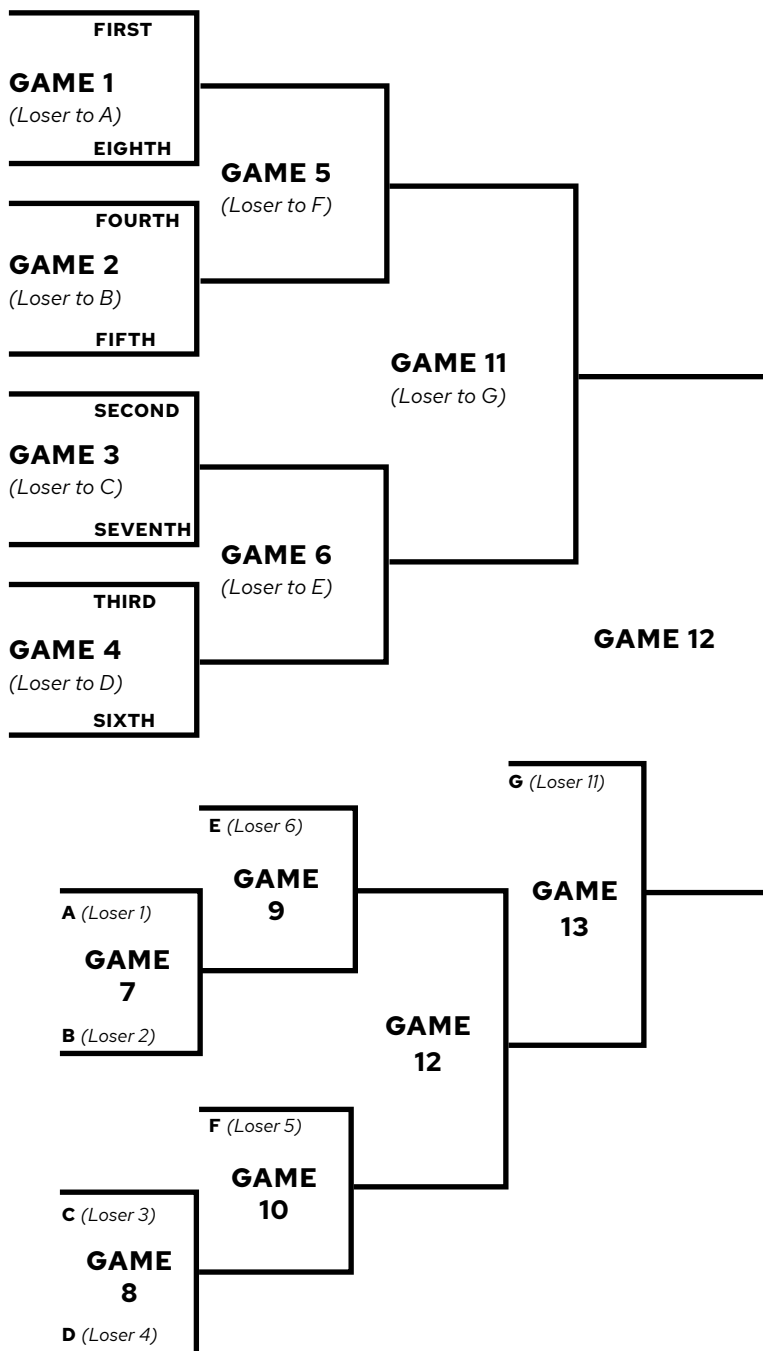 FIRST
GAME 1
(Loser to A)
EIGHTH
GAME 5
(Loser to F)
FOURTH
GAME 2
(Loser to B)
FIFTH
GAME 11
(Loser to G)
SECOND
GAME 3
(Loser to C)
SEVENTH
GAME 6
(Loser to E)
THIRD
GAME 4
(Loser to D)
SIXTH
GAME 12
G (Loser 11)
E (Loser 6)
GAME
9
GAME
13
A (Loser 1)
GAME
7
B (Loser 2)
GAME
12
F (Loser 5)
GAME
10
C (Loser 3)
GAME
8
D (Loser 4)